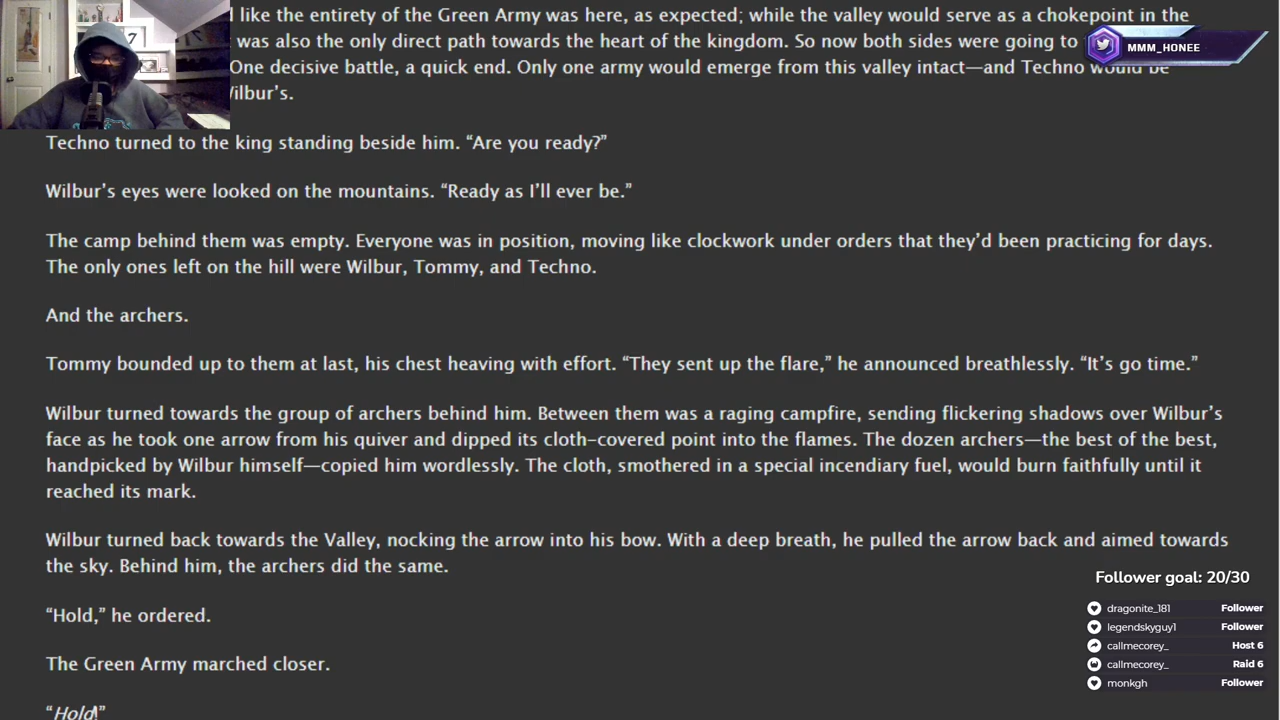 l like the entirety of the Green Army was here, as expected; while the valley would serve as a chokepoint in the
was also the only direct path towards the heart of the kingdom. So now both sides were going to
One decisive battle, a quick end. Only one army would emerge from this valley intact—and Techno would be
Wilbur’s.
7
MMM_HONEE
Techno turned to the king standing beside him. “Are you ready?”
Wilbur’s eyes were looked on the mountains. “Ready as I’ll ever be.”
The camp behind them was empty. Everyone was in position, moving like clockwork under orders that they’d been practicing for days.
The only ones left on the hill were Wilbur, Tommy, and Techno.
And the archers.
Tommy bounded up to them at last, his chest heaving with effort. “They sent up the flare,” he announced breathlessly. “It’s go time.”
Wilbur turned towards the group of archers behind him. Between them was a raging campfire, sending flickering shadows over Wilbur’s
face as he took one arrow from his quiver and dipped its cloth-covered point into the flames. The dozen archers—the best of the best,
handpicked by Wilbur himself—copied him wordlessly. The cloth, smothered in a special incendiary fuel, would burn faithfully until it
reached its mark.
Wilbur turned back towards the Valley, nocking the arrow into his bow. With a deep breath, he pulled the arrow back and aimed towards
the sky. Behind him, the archers did the same.
“Hold,” he ordered.
The Green Army marched closer.
“Hold!”
Follower goal: 20/30
dragonite_181 Follower
legendskyguy1 Follower
callmecorey_ Host 6
callmecorey_ Raid 6
monkgh Follower